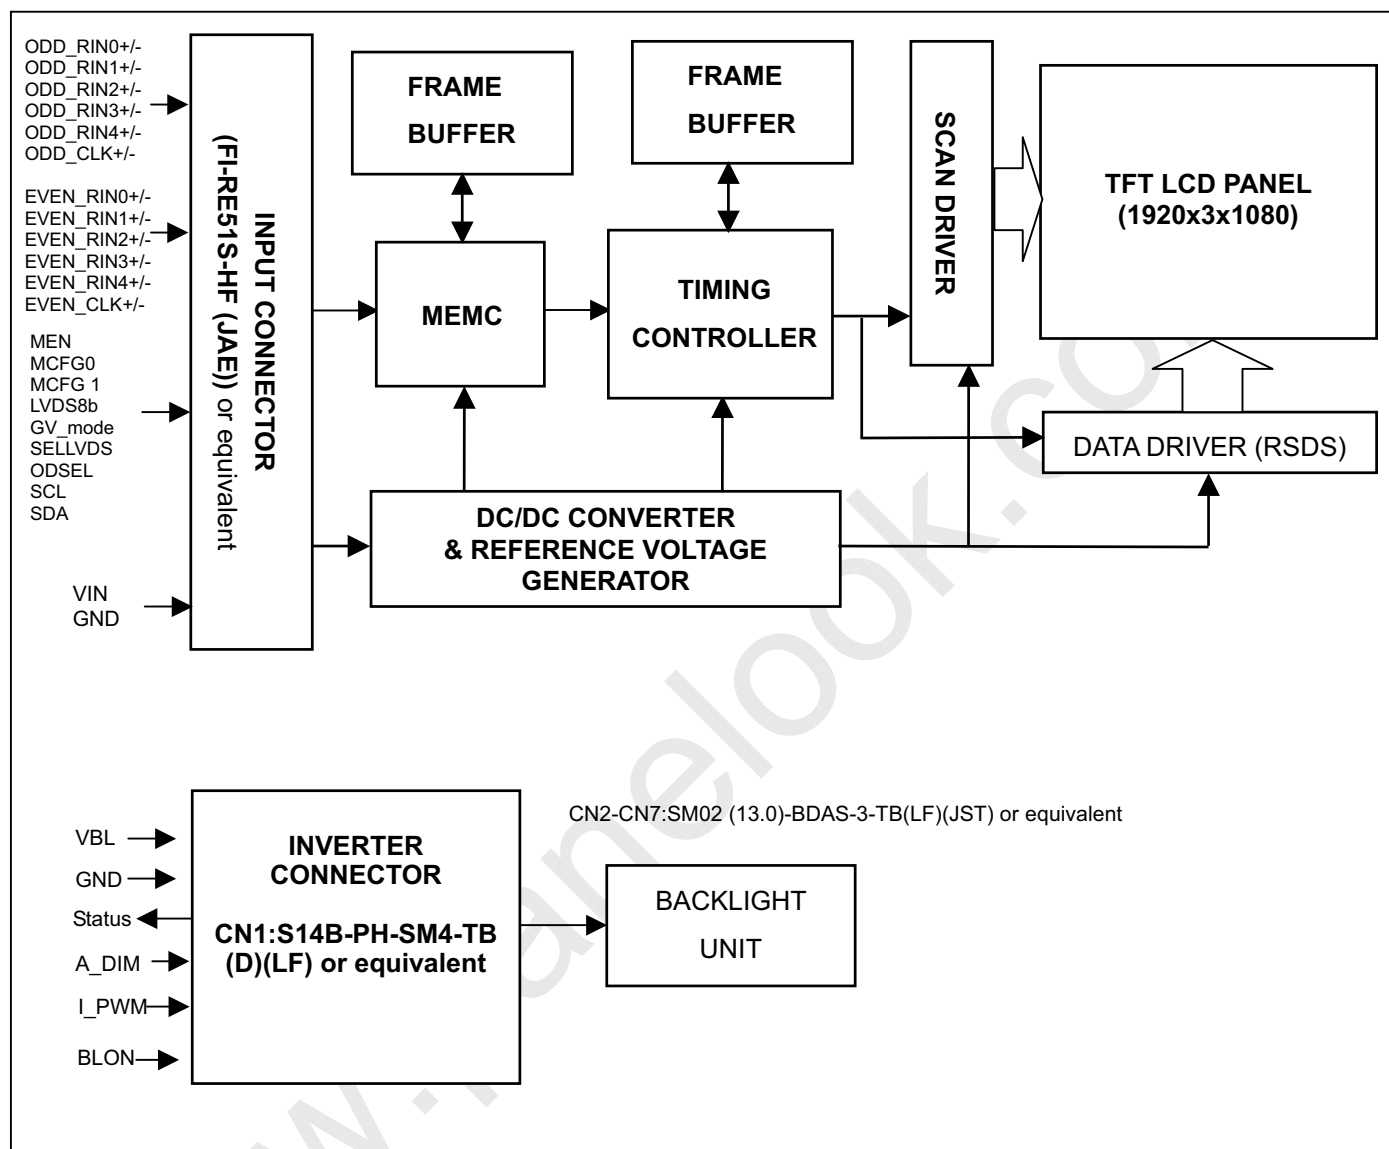 ODD_RIN0+/-
ODD_RIN1+/-
ODD_RIN2+/-
ODD_RIN3+/-
ODD_RIN4+/-
ODD_CLK+/-
EVEN_RIN0+/-
EVEN_RIN1+/-
EVEN_RIN2+/-
EVEN_RIN3+/-
EVEN_RIN4+/-
EVEN_CLK+/-
MEN
MCFG0
MCFG 1
LVDS8b
GV_mode
SELLVDS
ODSEL
SCL
SDA
VIN
GND
INPUT CONNECTOR
(FI-RE51S-HF (JAE)) or equivalent
FRAME
BUFFER
MEMC
FRAME
BUFFER
TIMING
CONTROLLER
SCAN DRIVER
TFT LCD PANEL
(1920x3x1080)
DATA DRIVER (RSDS)
DC/DC CONVERTER
& REFERENCE VOLTAGE
GENERATOR
VBL
GND
Status
A_DIM
I_PWM
BLON
INVERTER
CONNECTOR
CN1:S14B-PH-SM4-TB
(D)(LF) or equivalent
CN2-CN7:SM02 (13.0)-BDAS-3-TB(LF)(JST) or equivalent
BACKLIGHT
UNIT